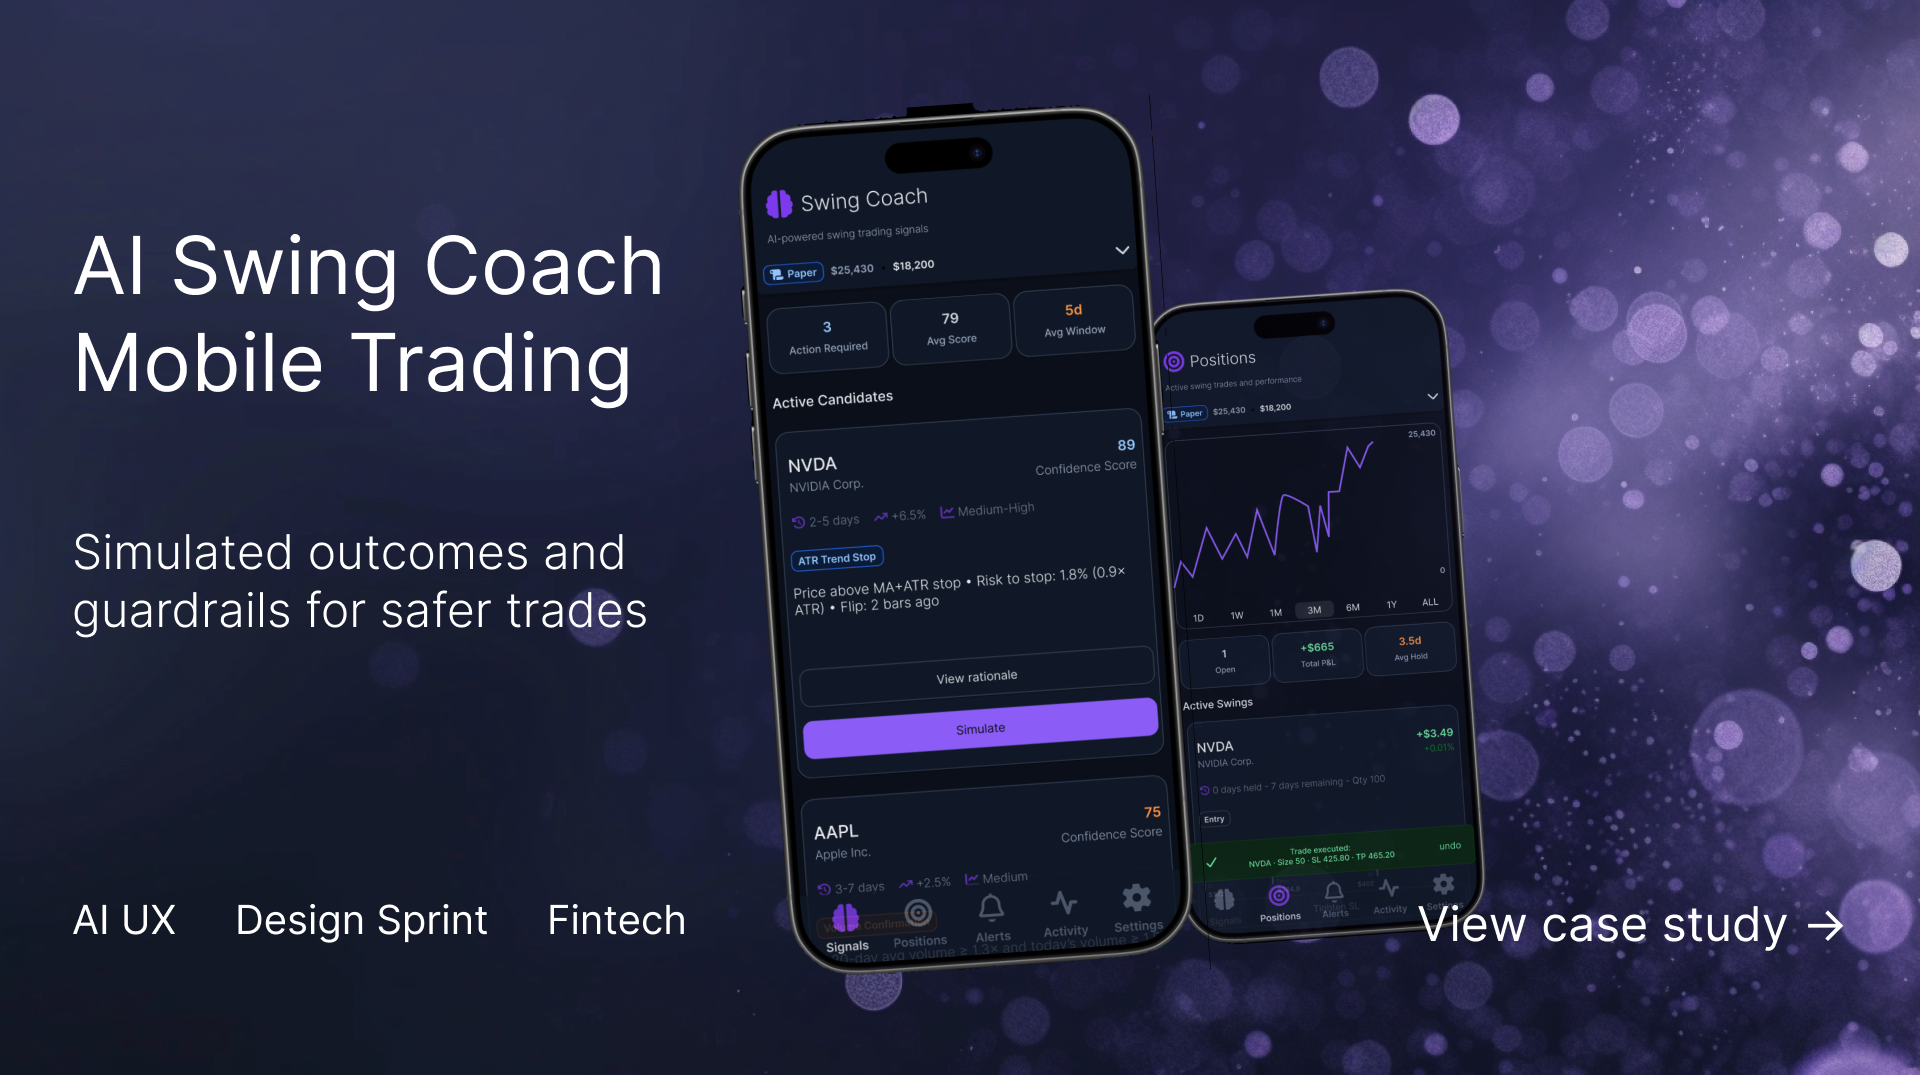 AI Swing Coach
Mobile Trading
Simulated outcomes and
guardrails for safer trades
AI UX
Design Sprint
Fintech
Swing Coach
AI-powered swing trading signals
Paper $25,430 $18,200
3
Action Required
79
Avg Score
5d
Avg Window
Active Candidates
NVDA
NVIDIA Corp.
89
Confidence Score
2-5 days +6.5% Medium-High
ATR Trend Stop
Price above MA+ATR stop • Risk to stop: 1.8% (0.9×
ATR) • Flip: 2 bars ago
View rationale
Simulate
AAPL
Apple Inc.
75
Confidence Score
3-7 days +2.5% Medium
20-day avg volume ≥ 1.3× and today's volume ≥
Signals Positions Alerts Activity Settings
Positions
Active swing trades and performance
Paper $25,430 $18,200
25,430
0
1D 1W 1M 3M 6M 1Y ALL
1
Open
+$665
Total P&L
3.5d
Avg Hold
Active Swings
NVDA
NVIDIA Corp.
+$3.49
+0.01%
0 days held - 7 days remaining - Qty 100
Entry
Trade executed:
NVDA · Size 50 · SL 425.80 · TP 465.20
undo
Tighten SL
Signals Positions Alerts Activity Settings
View case study →